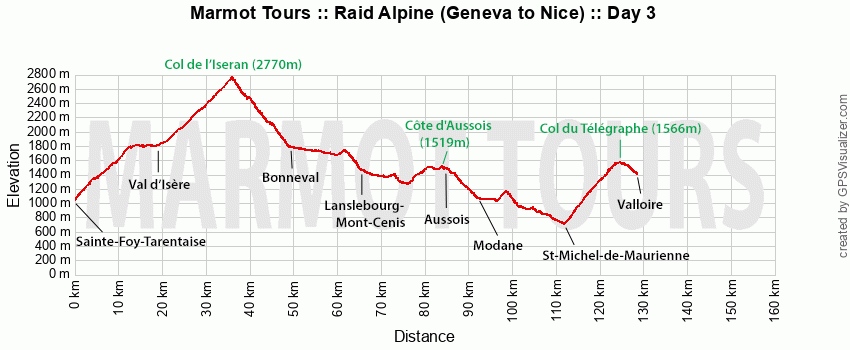 Marmot Tours :: Raid Alpine (Geneva to Nice) :: Day 3
MARMOT TOURS
Elevation
2800 m
2600 m
2400 m
2200 m
2000 m
1800 m
1600 m
1400 m
1200 m
1000 m
800 m
600 m
400 m
200 m
0 m
Col de l'Iseran (2770m)
Côte d'Aussois
(1519m)
Col du Télégraphe (1566m)
Sainte-Foy-Tarentaise
Val d'Isère
Bonneval
Lanslebourg-
Mont-Cenis
Aussois
Modane
St-Michel-de-Maurienne
Valloire
0 km
10 km
20 km
30 km
40 km
50 km
60 km
70 km
80 km
90 km
100 km
110 km
120 km
130 km
140 km
150 km
160 km
Distance
created by GPSVisualizer.com